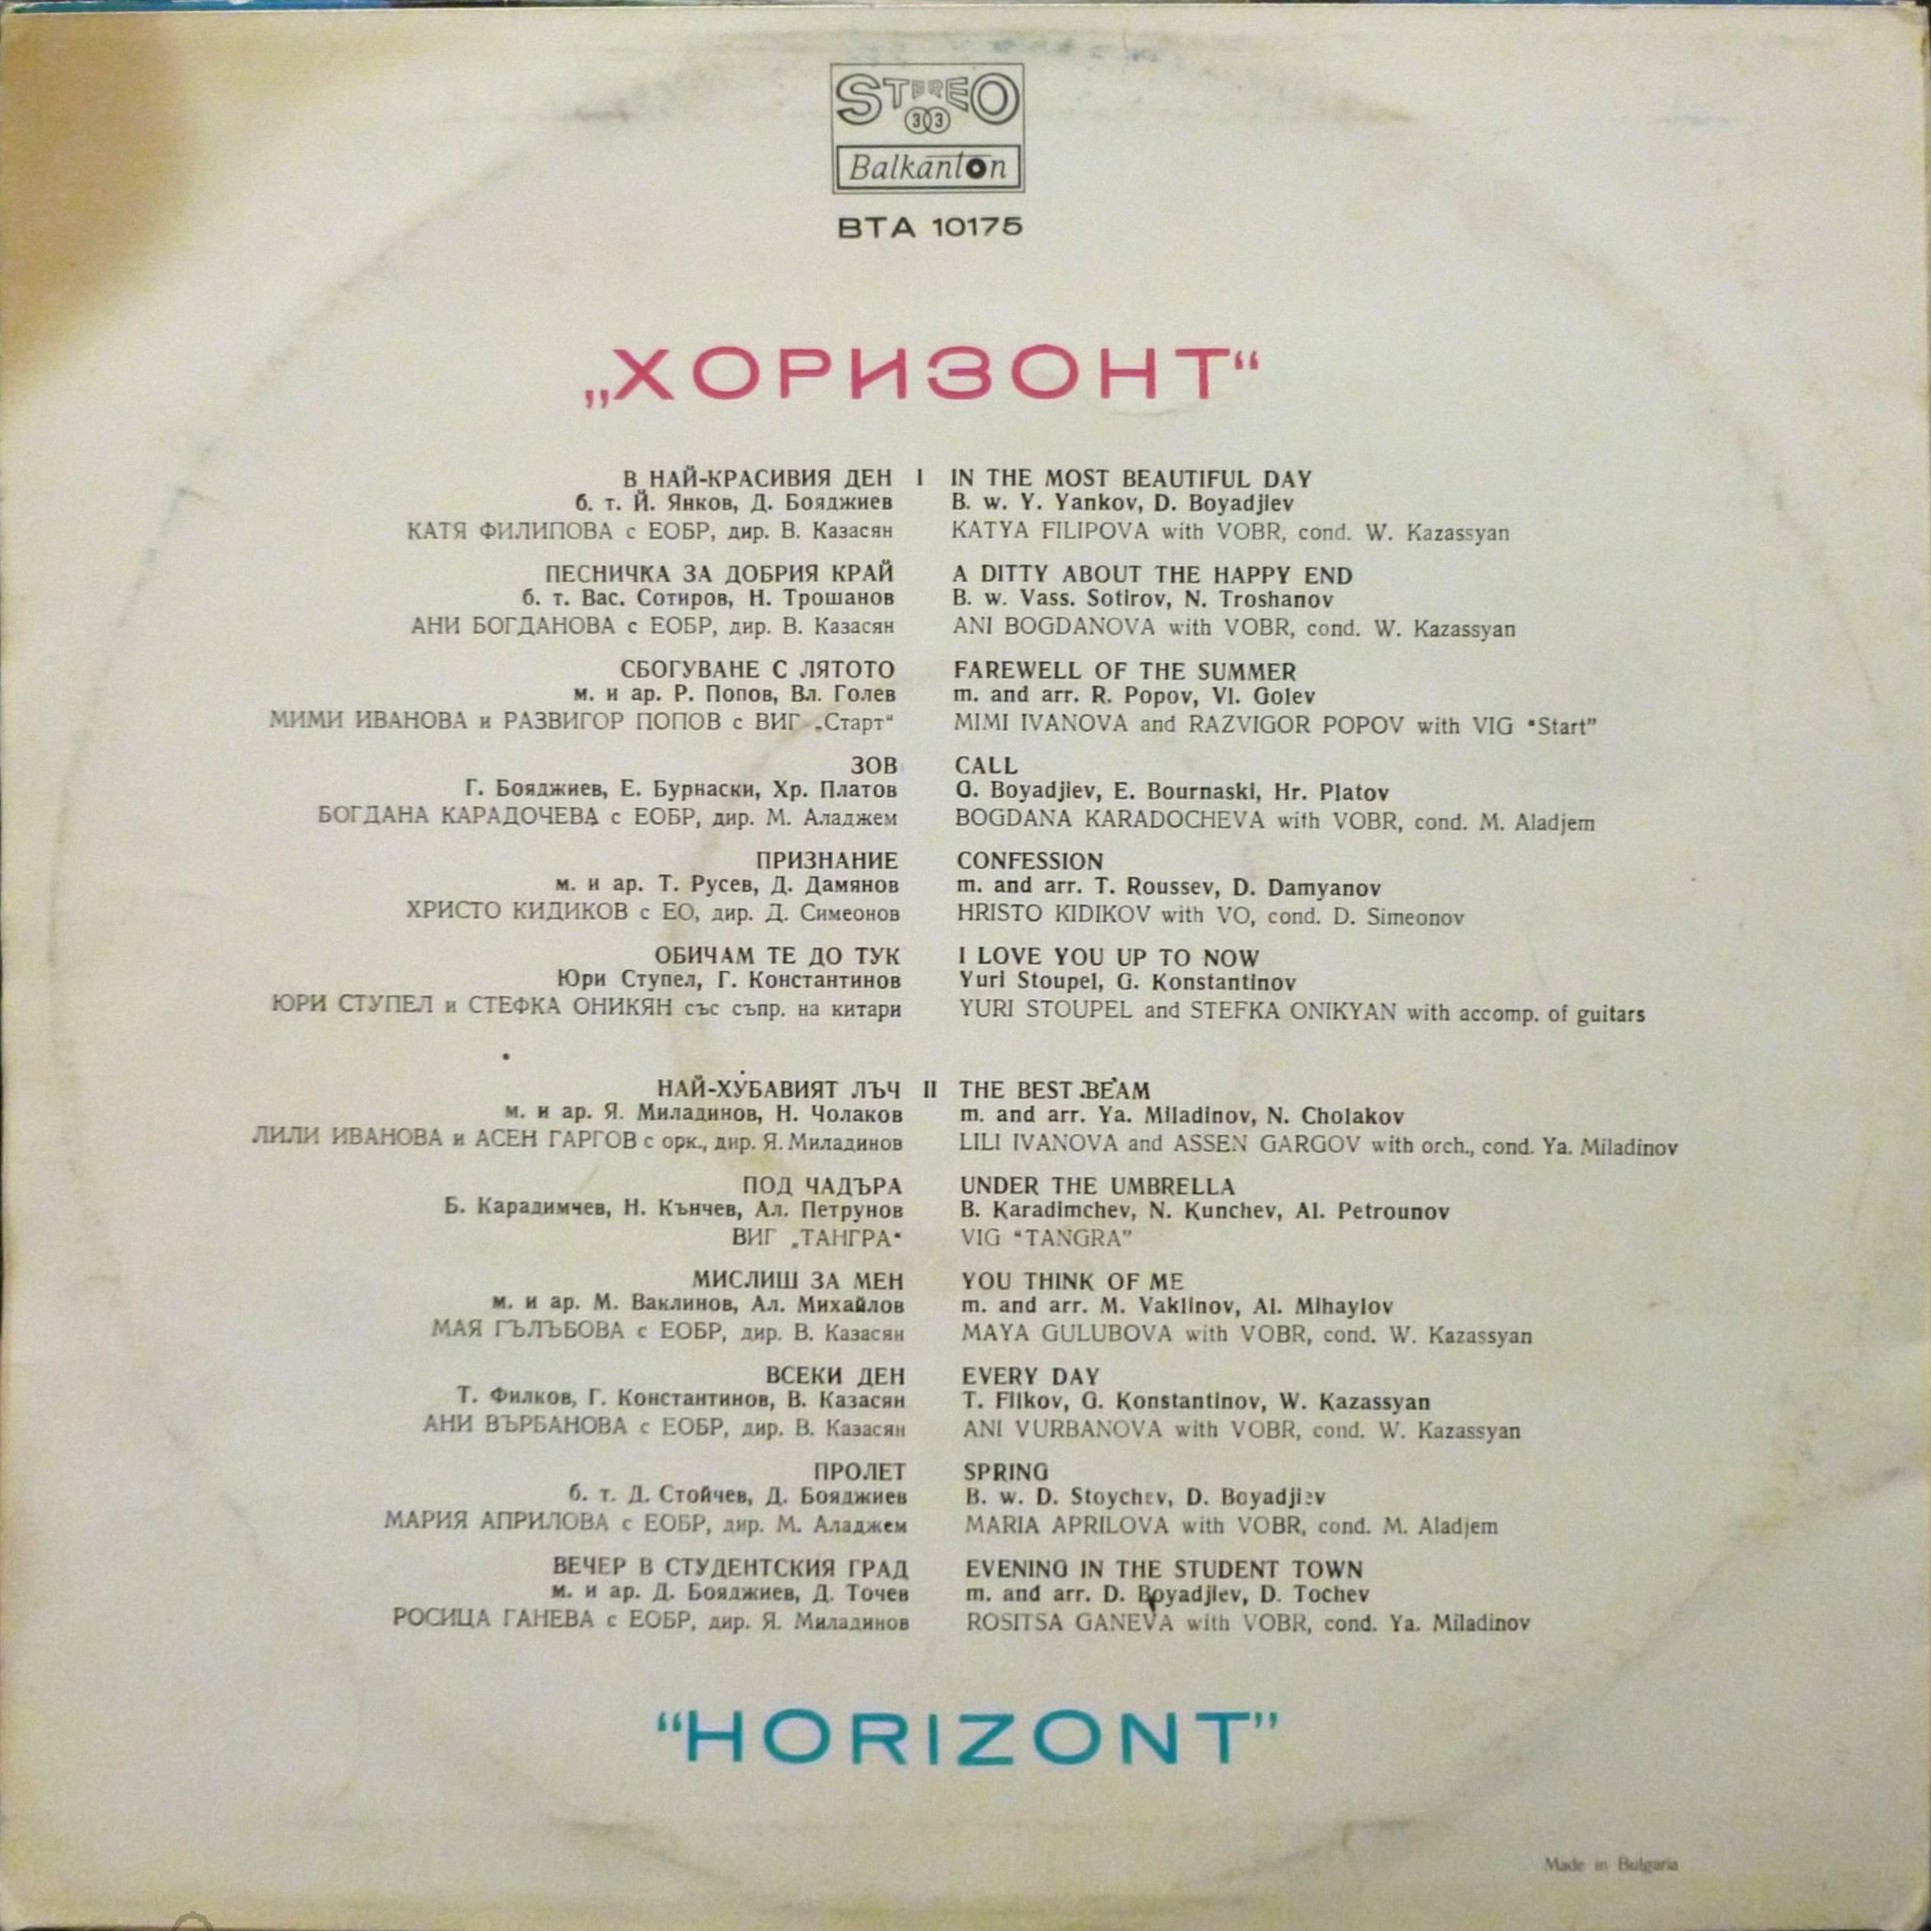 STEREO
33
Balkanton
ВТА 10175
„ХОРИЗОНТ“
В НАЙ-КРАСИВИЯ ДЕН I IN THE MOST BEAUTIFUL DAY
б. т. Й. Янков, Д. Бояджиев B. w. Y. Yankov, D. Boyadjiev
КАТЯ ФИЛИПОВА с ЕОБР, дир. В. Казасян KATYA FILIPOVA with VOBR, cond. W. Kazassyan
ПЕСНИЧКА ЗА ДОБРИЯ КРАЙ A DITTY ABOUT THE HAPPY END
б. т. Вас. Сотиров, Н. Трошанов B. w. Vass. Sotirov, N. Troshanov
АНИ БОГДАНОВА с ЕОБР, дир. В. Казасян ANI BOGDANOVA with VOBR, cond. W. Kazassyan
СБОГУВАНЕ С ЛЯТОТО FAREWELL OF THE SUMMER
м. и ар. Р. Попов, Вл. Голев m. and arr. R. Popov, Vl. Golev
МИМИ ИВАНОВА и РАЗВИГОР ПОПОВ с ВИГ „Старт“ MIMI IVANOVA and RAZVIGOR POPOV with VIG “Start”
ЗОВ CALL
Г. Бояджиев, Е. Бурнаски, Хр. Платов G. Boyadjiev, E. Bournaski, Hr. Platov
БОГДАНА КАРАДОЧЕВА с ЕОБР, дир. М. Аладжем BOGDANA KARADOCHEVA with VOBR, cond. M. Aladjem
ПРИЗНАНИЕ CONFESSION
м. и ар. Т. Русев, Д. Дамянов m. and arr. T. Roussev, D. Damyanov
ХРИСТО КИДИКОВ с ЕО, дир. Д. Симеонов HRISTO KIDIKOV with VO, cond. D. Simeonov
ОБИЧАМ ТЕ ДО ТУК I LOVE YOU UP TO NOW
Юри Ступел, Г. Константинов Yuri Stoupel, G. Konstantinov
ЮРИ СТУПЕЛ и СТЕФКА ОНИКЯН със съпр. на китари YURI STOUPEL and STEFKA ONIKYAN with accomp. of guitars
НАЙ-ХУБАВИЯТ ЛЪЧ II THE BEST BEAM
м. и ар. Я. Миладинов, Н. Чолаков m. and arr. Ya. Miladinov, N. Cholakov
ЛИЛИ ИВАНОВА и АСЕН ГАРГОВ с орк., дир. Я. Миладинов LILI IVANOVA and ASSEN GARGOV with orch., cond. Ya. Miladinov
ПОД ЧАДЪРА UNDER THE UMBRELLA
Б. Карадимчев, Н. Кънчев, Ал. Петрунов B. Karadimchev, N. Kunchev, Al. Petrounov
ВИГ „ТАНГРА“ VIG “TANGRA”
МИСЛИШ ЗА МЕН YOU THINK OF ME
м. и ар. М. Ваклинов, Ал. Михайлов m. and arr. M. Vaklinov, Al. Mihaylov
МАЯ ГЪЛЪБОВА с ЕОБР, дир. В. Казасян MAYA GULUBOVA with VOBR, cond. W. Kazassyan
ВСЕКИ ДЕН EVERY DAY
Т. Филков, Г. Константинов, В. Казасян T. Filkov, G. Konstantinov, W. Kazassyan
АНИ ВЪРБАНОВА с ЕОБР, дир. В. Казасян ANI VURBANOVA with VOBR, cond. W. Kazassyan
ПРОЛЕТ SPRING
б. т. Д. Стойчев, Д. Бояджиев B. w. D. Stoychev, D. Boyadjiev
МАРИЯ АПРИЛОВА с ЕОБР, дир. М. Аладжем MARIA APRILOVA with VOBR, cond. M. Aladjem
ВЕЧЕР В СТУДЕНТСКИЯ ГРАД EVENING IN THE STUDENT TOWN
м. и ар. Д. Бояджиев, Д. Точев m. and arr. D. Boyadjiev, D. Tochev
РОСИЦА ГАНЕВА с ЕОБР, дир. Я. Миладинов ROSITSA GANEVA with VOBR, cond. Ya. Miladinov
“HORIZONT”
Made in Bulgaria